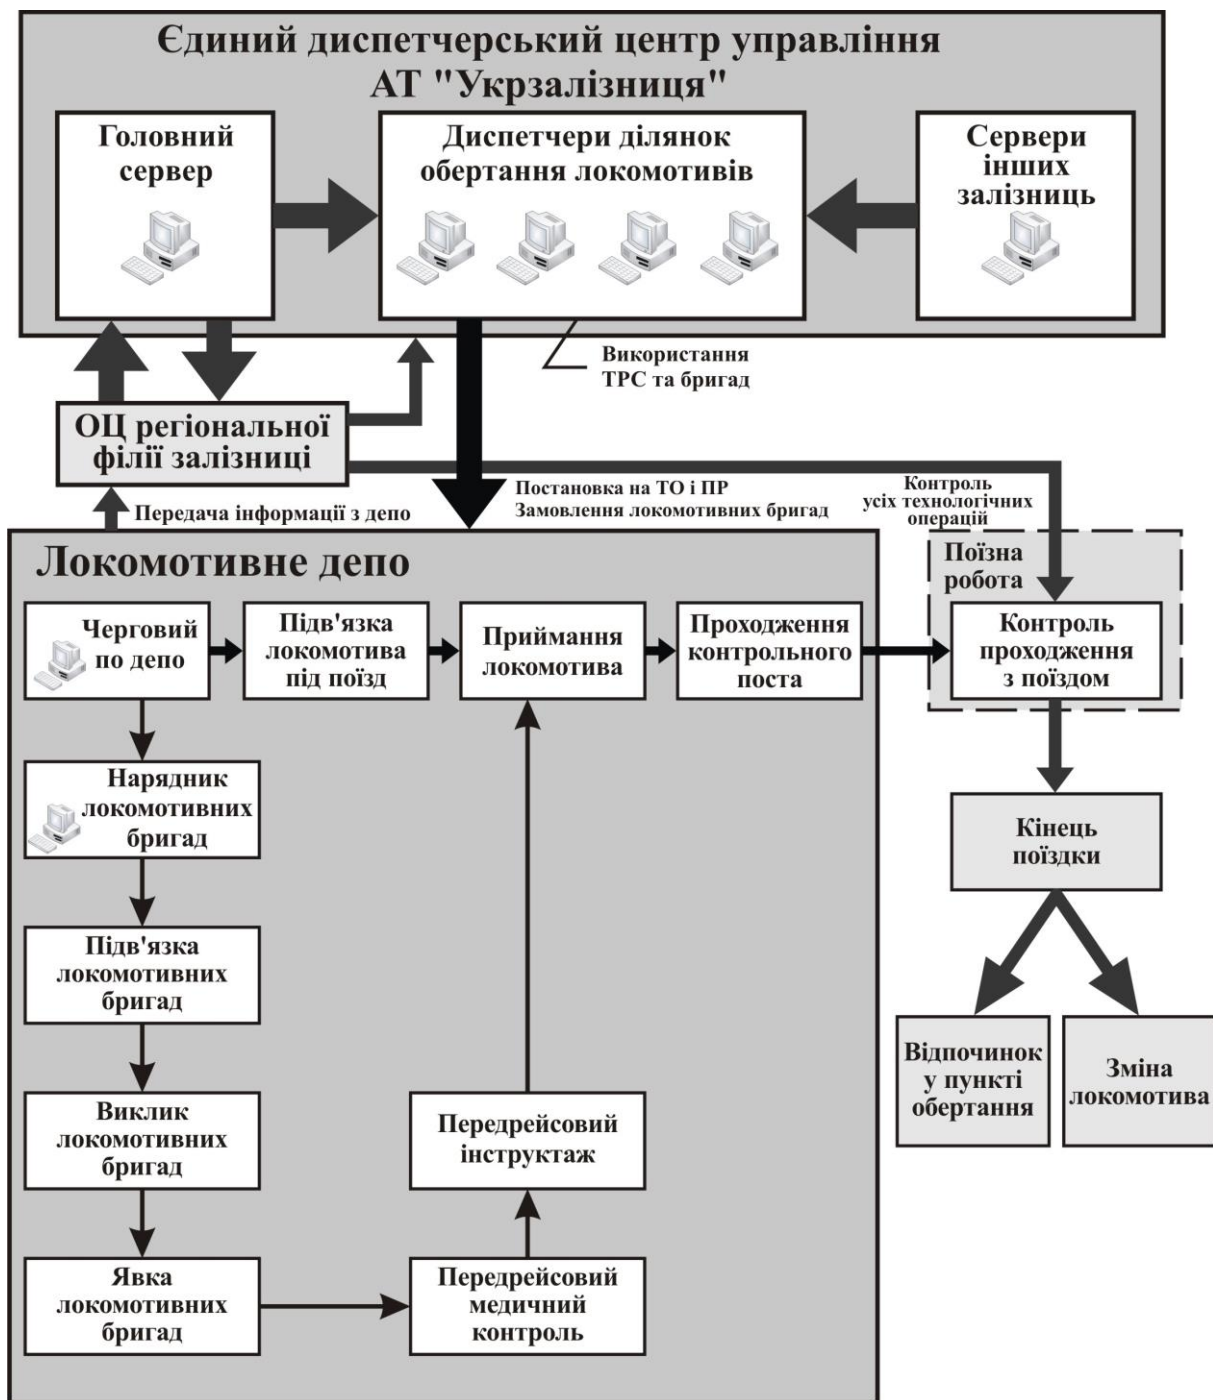 Єдиний диспетчерський центр управління
АТ "Укрзалізниця"
Головний
сервер
Диспетчери ділянок
обертання локомотивів
Сервери
інших
залізниць
Використання
ТРС та бригад
ОЦ регіональної
філії залізниці
Передача інформації з депо
Постановка на ТО і ПР
Замовлення локомотивних бригад
Контроль
усіх технологічних
операцій
Локомотивне депо
Поїзна
робота
Черговий
по депо
Підв'язка
локомотива
під поїзд
Приймання
локомотива
Проходження
контрольного
поста
Контроль
проходження
з поїздом
Нарядник
локомотивних
бригад
Кінець
поїздки
Підв'язка
локомотивних
бригад
Відпочинок
у пункті
обертання
Зміна
локомотива
Виклик
локомотивних
бригад
Передрейсовий
інструктаж
Явка
локомотивних
бригад
Передрейсовий
медичний
контроль